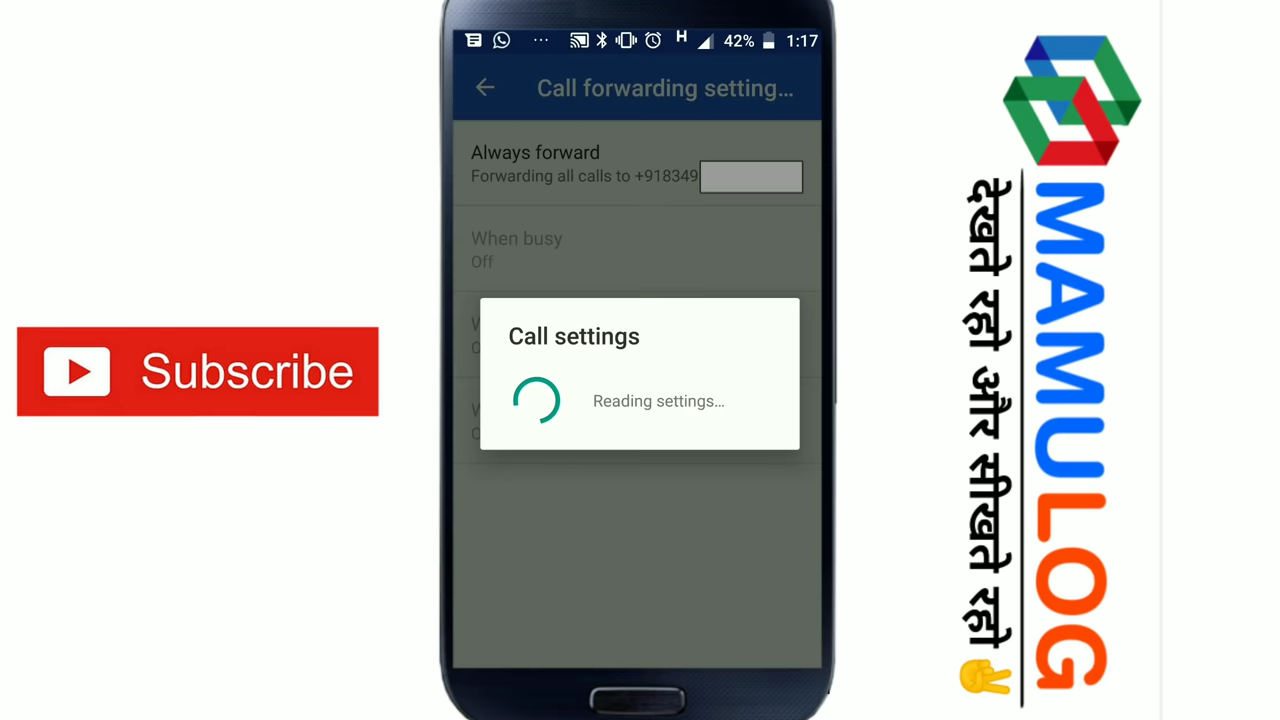 42% 1:17
Call forwarding setting...
Always forward
Forwarding all calls to +918349
When busy
Off
Call settings
Reading settings...
Subscribe
MAMULOG
देखते रहो और सीखते रहो